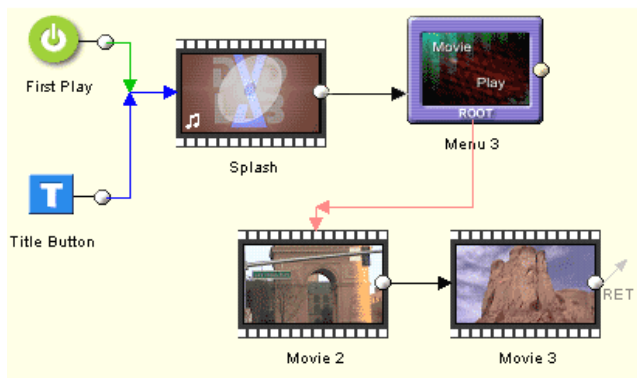 First Play
Splash
Movie
Play
ROOT
Menu 3
T
Title Button
Movie 2
Movie 3
RET